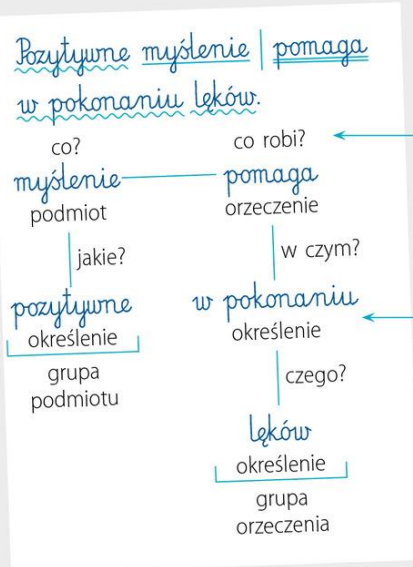 Pozytywne myślenie | pomaga
w pokonaniu lęków.
co? co robi?
myślenie pomaga
podmiot orzeczenie
jakie? w czym?
pozytywne w pokonaniu
określenie określenie
grupa czego?
podmiotu
lęków
określenie
grupa
orzeczenia